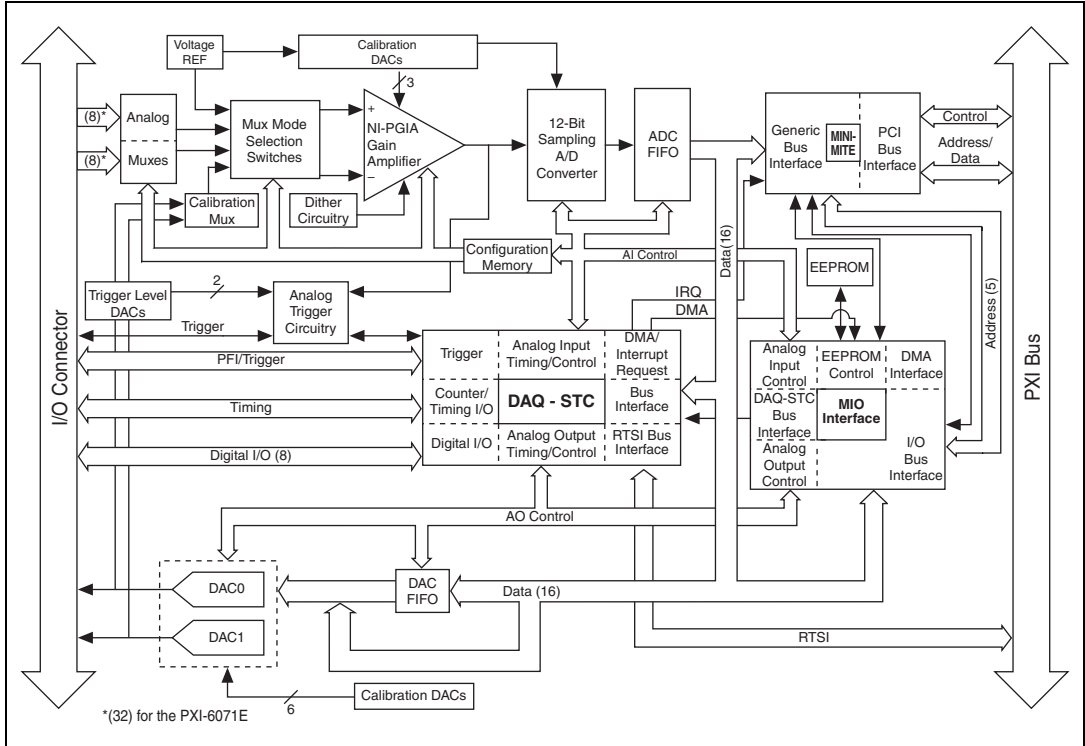 Voltage
REF
Calibration
DACs
3
(8)*
(8)*
Analog
Muxes
Mux Mode
Selection
Switches
+
NI-PGIA
Gain
Amplifier
–
12-Bit
Sampling
A/D
Converter
ADC
FIFO
Generic
Bus
Interface
MINI-
MITE
PCI
Bus
Interface
Control
Address/
Data
Calibration
Mux
Dither
Circuitry
Configuration
Memory
AI Control
Data(16)
EEPROM
Address (5)
Trigger Level
DACs
2
Analog
Trigger
Circuitry
IRQ
DMA
Trigger
PFI/Trigger
Timing
Digital I/O (8)
I/O Connector
PXI Bus
Trigger
Analog Input
Timing/Control
DMA/
Interrupt
Request
Counter/
Timing I/O
DAQ - STC
Bus
Interface
Digital I/O
Analog Output
Timing/Control
RTSI Bus
Interface
Analog
Input
Control
EEPROM
Control
DMA
Interface
DAQ-STC
Bus
Interface
MIO
Interface
Analog
Output
Control
I/O
Bus
Interface
AO Control
DAC0
DAC1
DAC
FIFO
Data (16)
RTSI
6
Calibration DACs
*(32) for the PXI-6071E